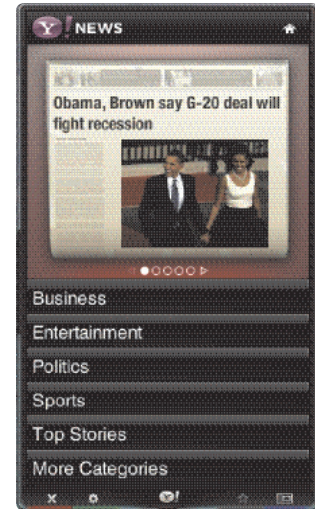 Y! NEWS
Obama, Brown say G-20 deal will
fight recession
Business
Entertainment
Politics
Sports
Top Stories
More Categories
Y!